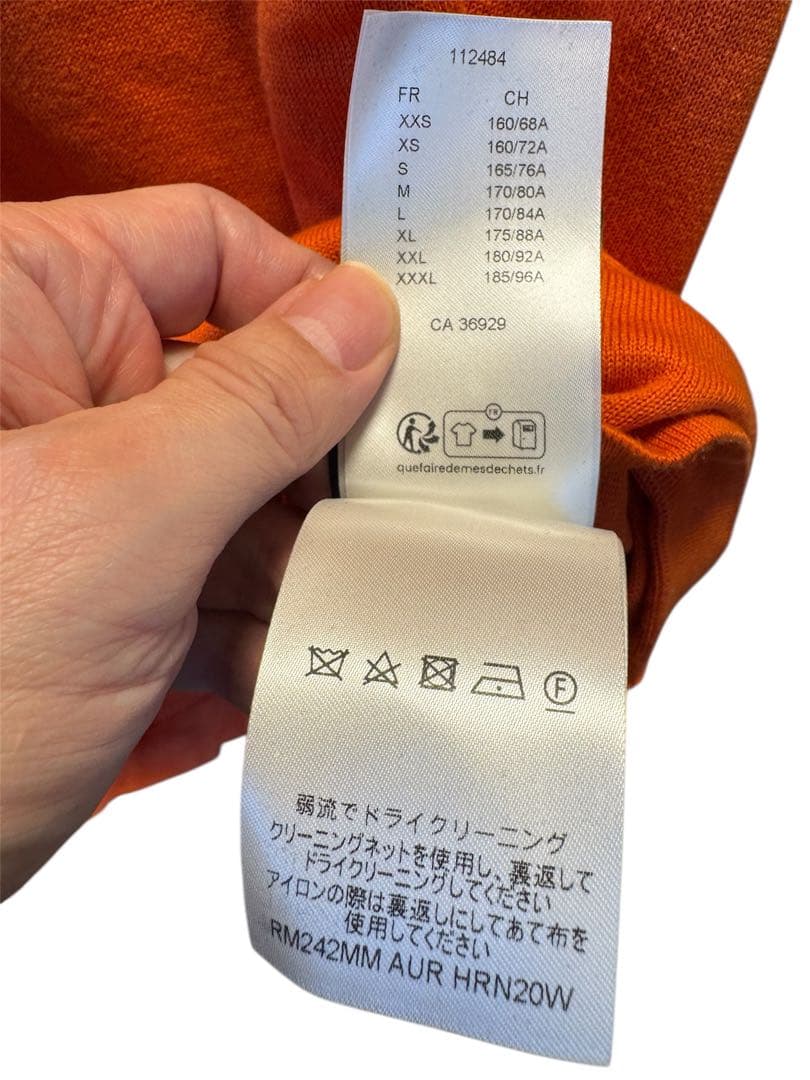 112484
FR CH
XXS 160/68A
XS 160/72A
S 165/76A
M 170/80A
L 170/84A
XL 175/88A
XXL 180/92A
XXXL 185/96A
CA 36929
FR
quefairedemesdechets.fr
F
弱流でドライクリーニング
クリーニングネットを使用し、裏返して
ドライクリーニングしてください
アイロンの際は裏返しにしてあて布を
使用してください
RM242MM AUR HRN20W